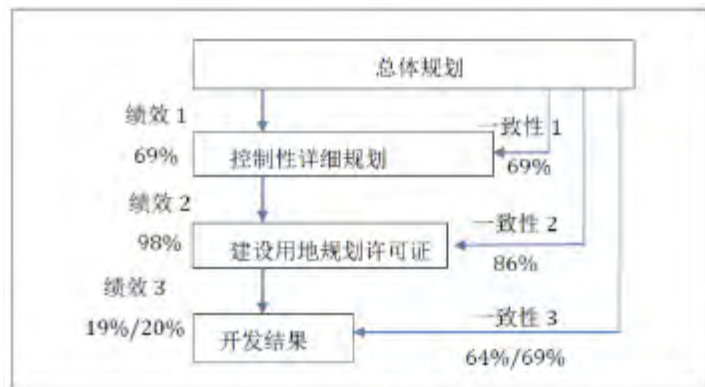 总体规划
绩效 1
一致性 1
69%
控制性详细规划
69%
绩效 2
一致性 2
98%
建设用地规划许可证
86%
绩效 3
一致性 3
19%/20%
开发结果
64%/69%